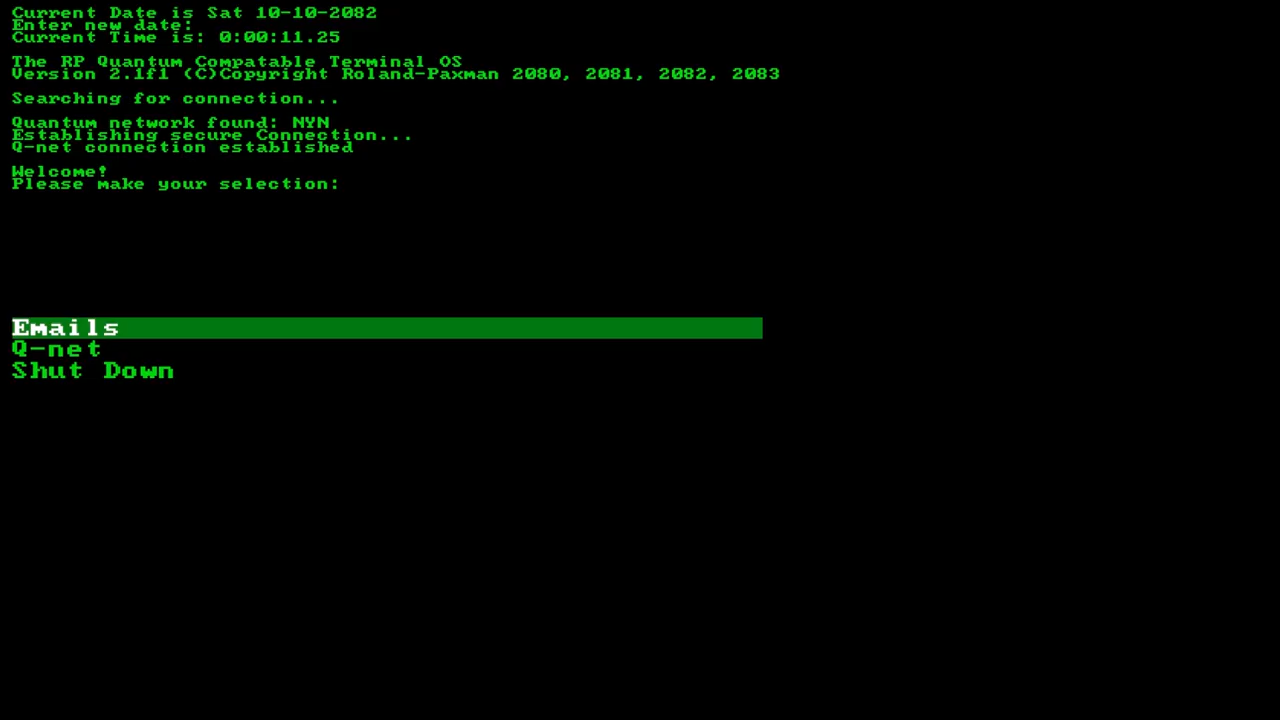 Current Date is Sat 10-10-2082
Enter new date:
Current Time is: 0:00:11.25
The RP Quantum Compatable Terminal OS
Version 2.1f1 (C)Copyright Roland-Paxman 2080, 2081, 2082, 2083
Searching for connection...
Quantum network found: NYN
Establishing secure Connection...
Q-net connection established
Welcome!
Please make your selection:
Emails
Q-net
Shut Down